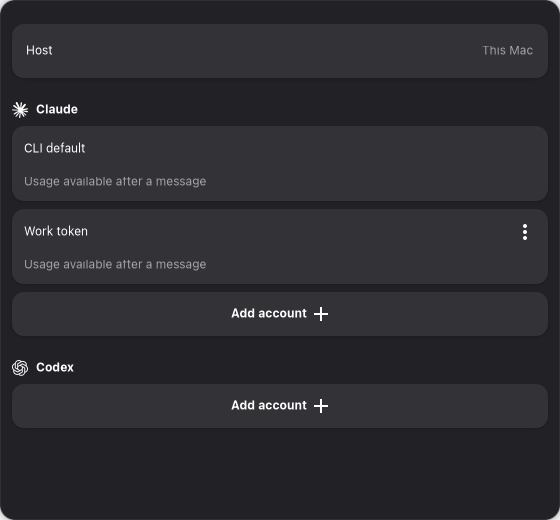 Host
This Mac
Claude
CLI default
Usage available after a message
Work token
Usage available after a message
Add account
Codex
Add account